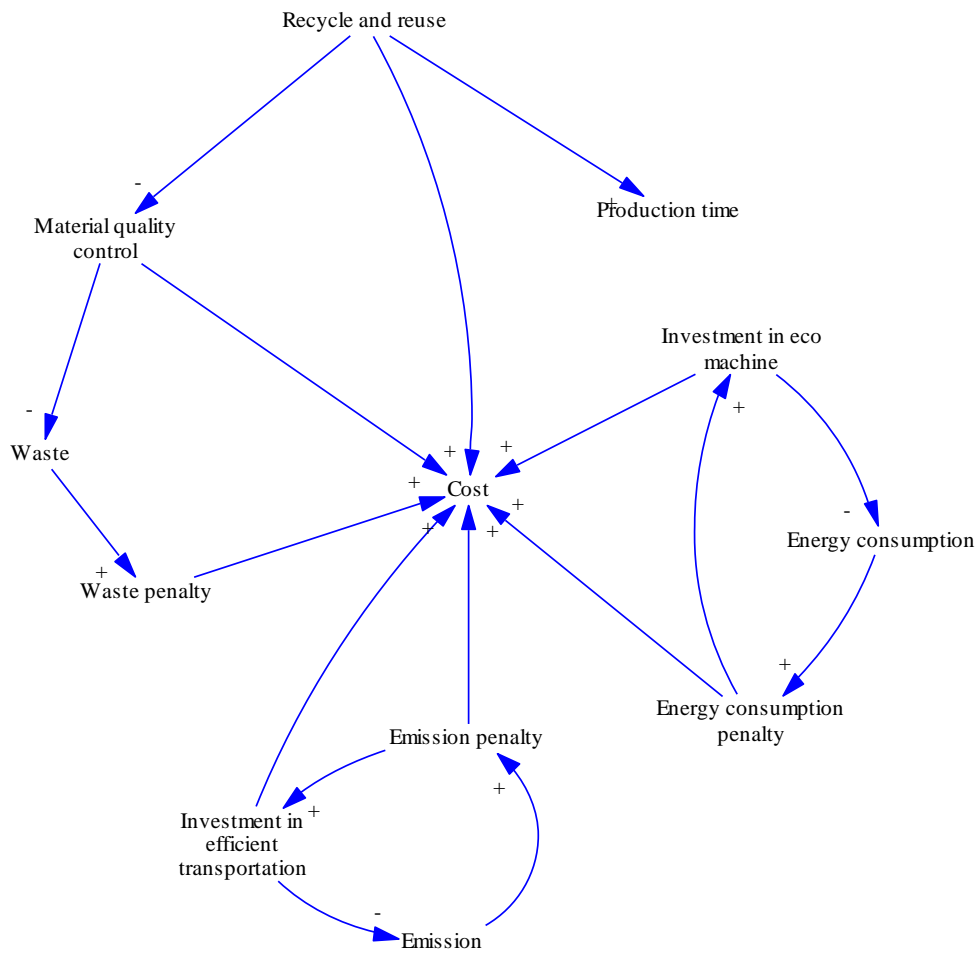 Recycle and reuse
-
Material quality
control
+
Production time
Investment in eco
machine
+
-
Waste
+
+
+
Cost
+
-
Energy consumption
+
+
+
Waste penalty
+
Energy consumption
penalty
Emission penalty
+
+
Investment in
efficient
transportation
-
Emission